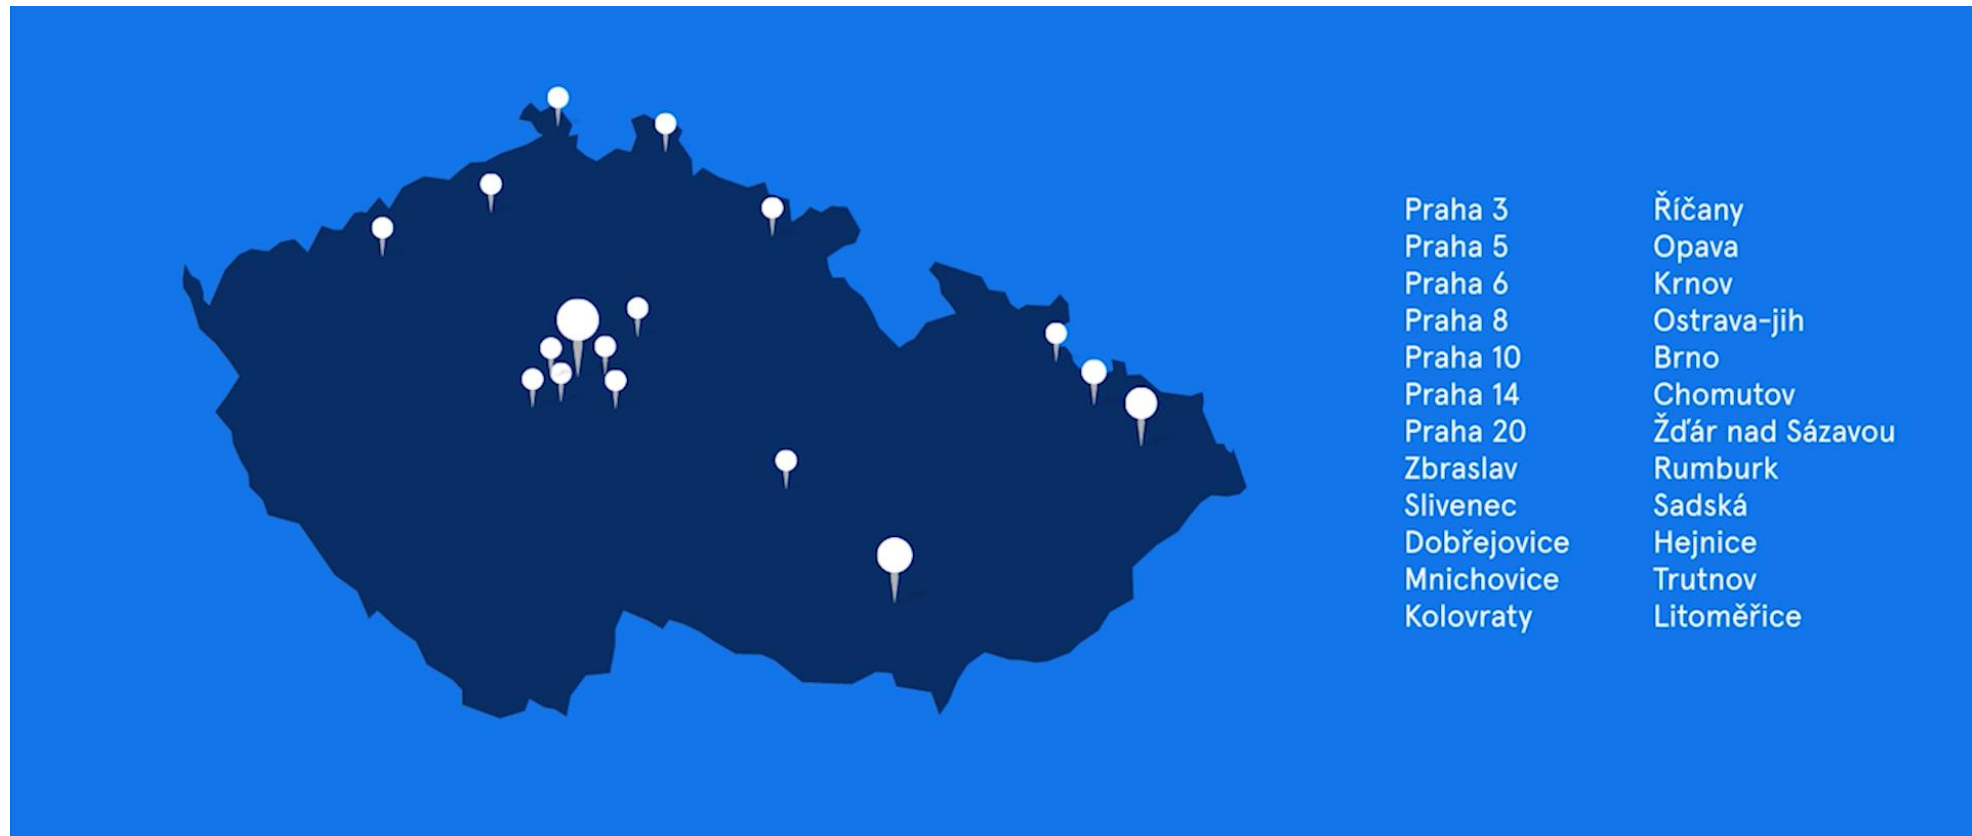 Praha 3
Praha 5
Praha 6
Praha 8
Praha 10
Praha 14
Praha 20
Zbraslav
Slivenec
Dobřejovice
Mnichovice
Kolovraty
Říčany
Opava
Krnov
Ostrava-jih
Brno
Chomutov
Žďár nad Sázavou
Rumburk
Sadská
Hejnice
Trutnov
Litoměřice